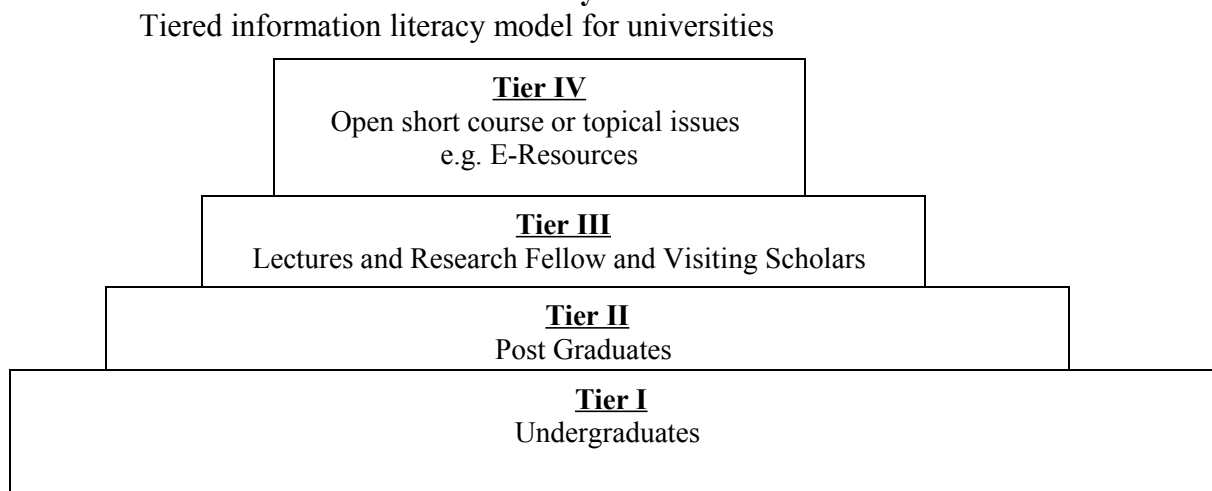 Tiered information literacy model for universities
Tier IV
Open short course or topical issues
e.g. E-Resources
Tier III
Lectures and Research Fellow and Visiting Scholars
Tier II
Post Graduates
Tier I
Undergraduates